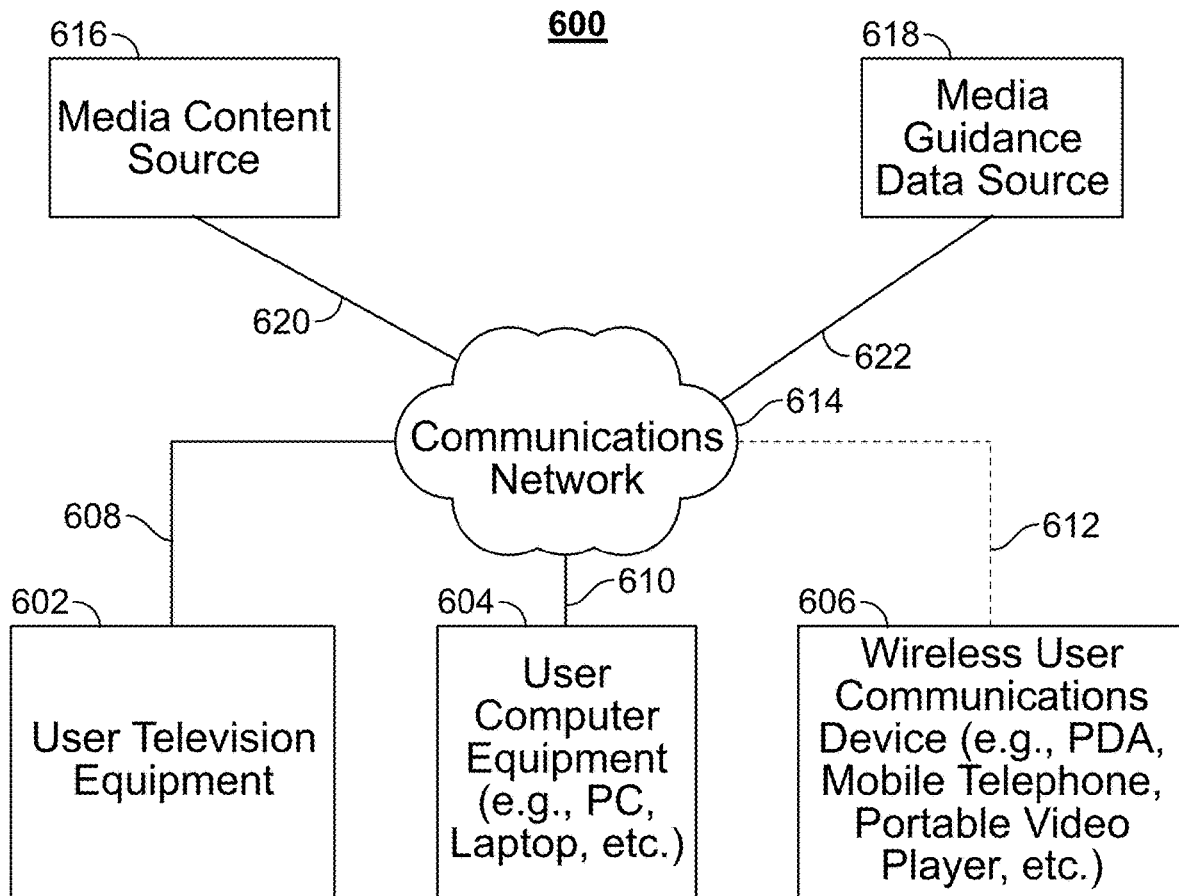 600
616
Media Content
Source
618
Media
Guidance
Data Source
620
622
614
Communications
Network
608
612
610
602
User Television
Equipment
604
User
Computer
Equipment
(e.g., PC,
Laptop, etc.)
606
Wireless User
Communications
Device (e.g., PDA,
Mobile Telephone,
Portable Video
Player, etc.)